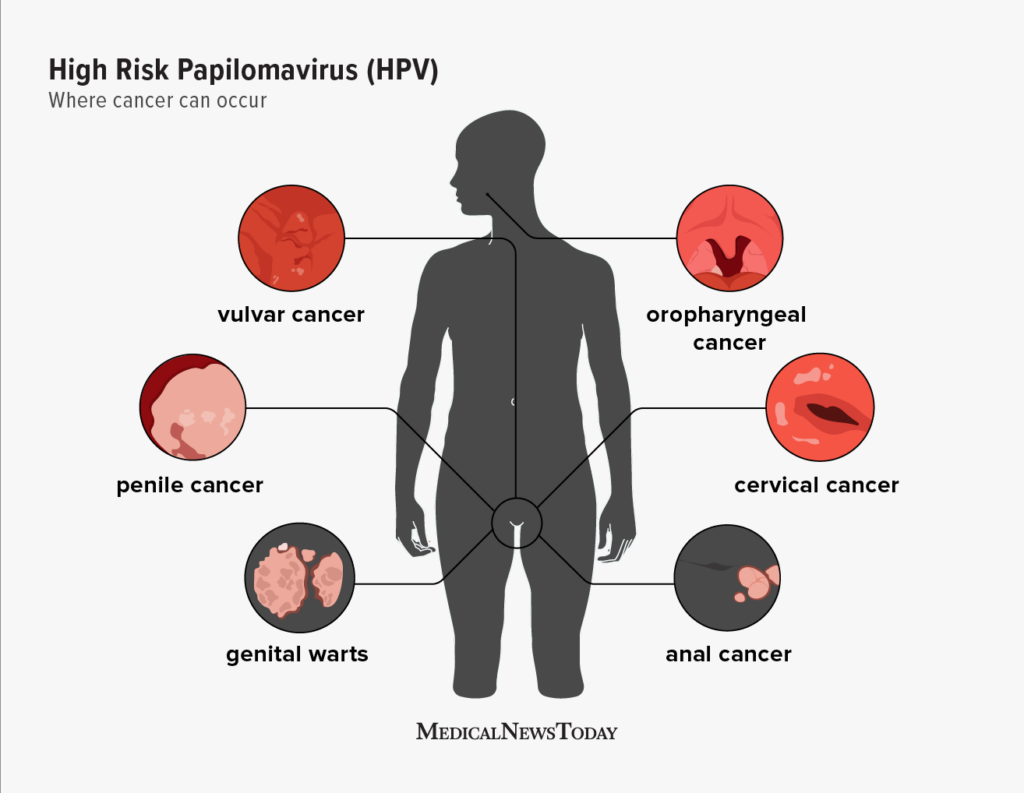 High Risk Papilomavirus (HPV)
Where cancer can occur
vulvar cancer
oropharyngeal
cancer
penile cancer
cervical cancer
genital warts
anal cancer
MEDICALNEWSTODAY